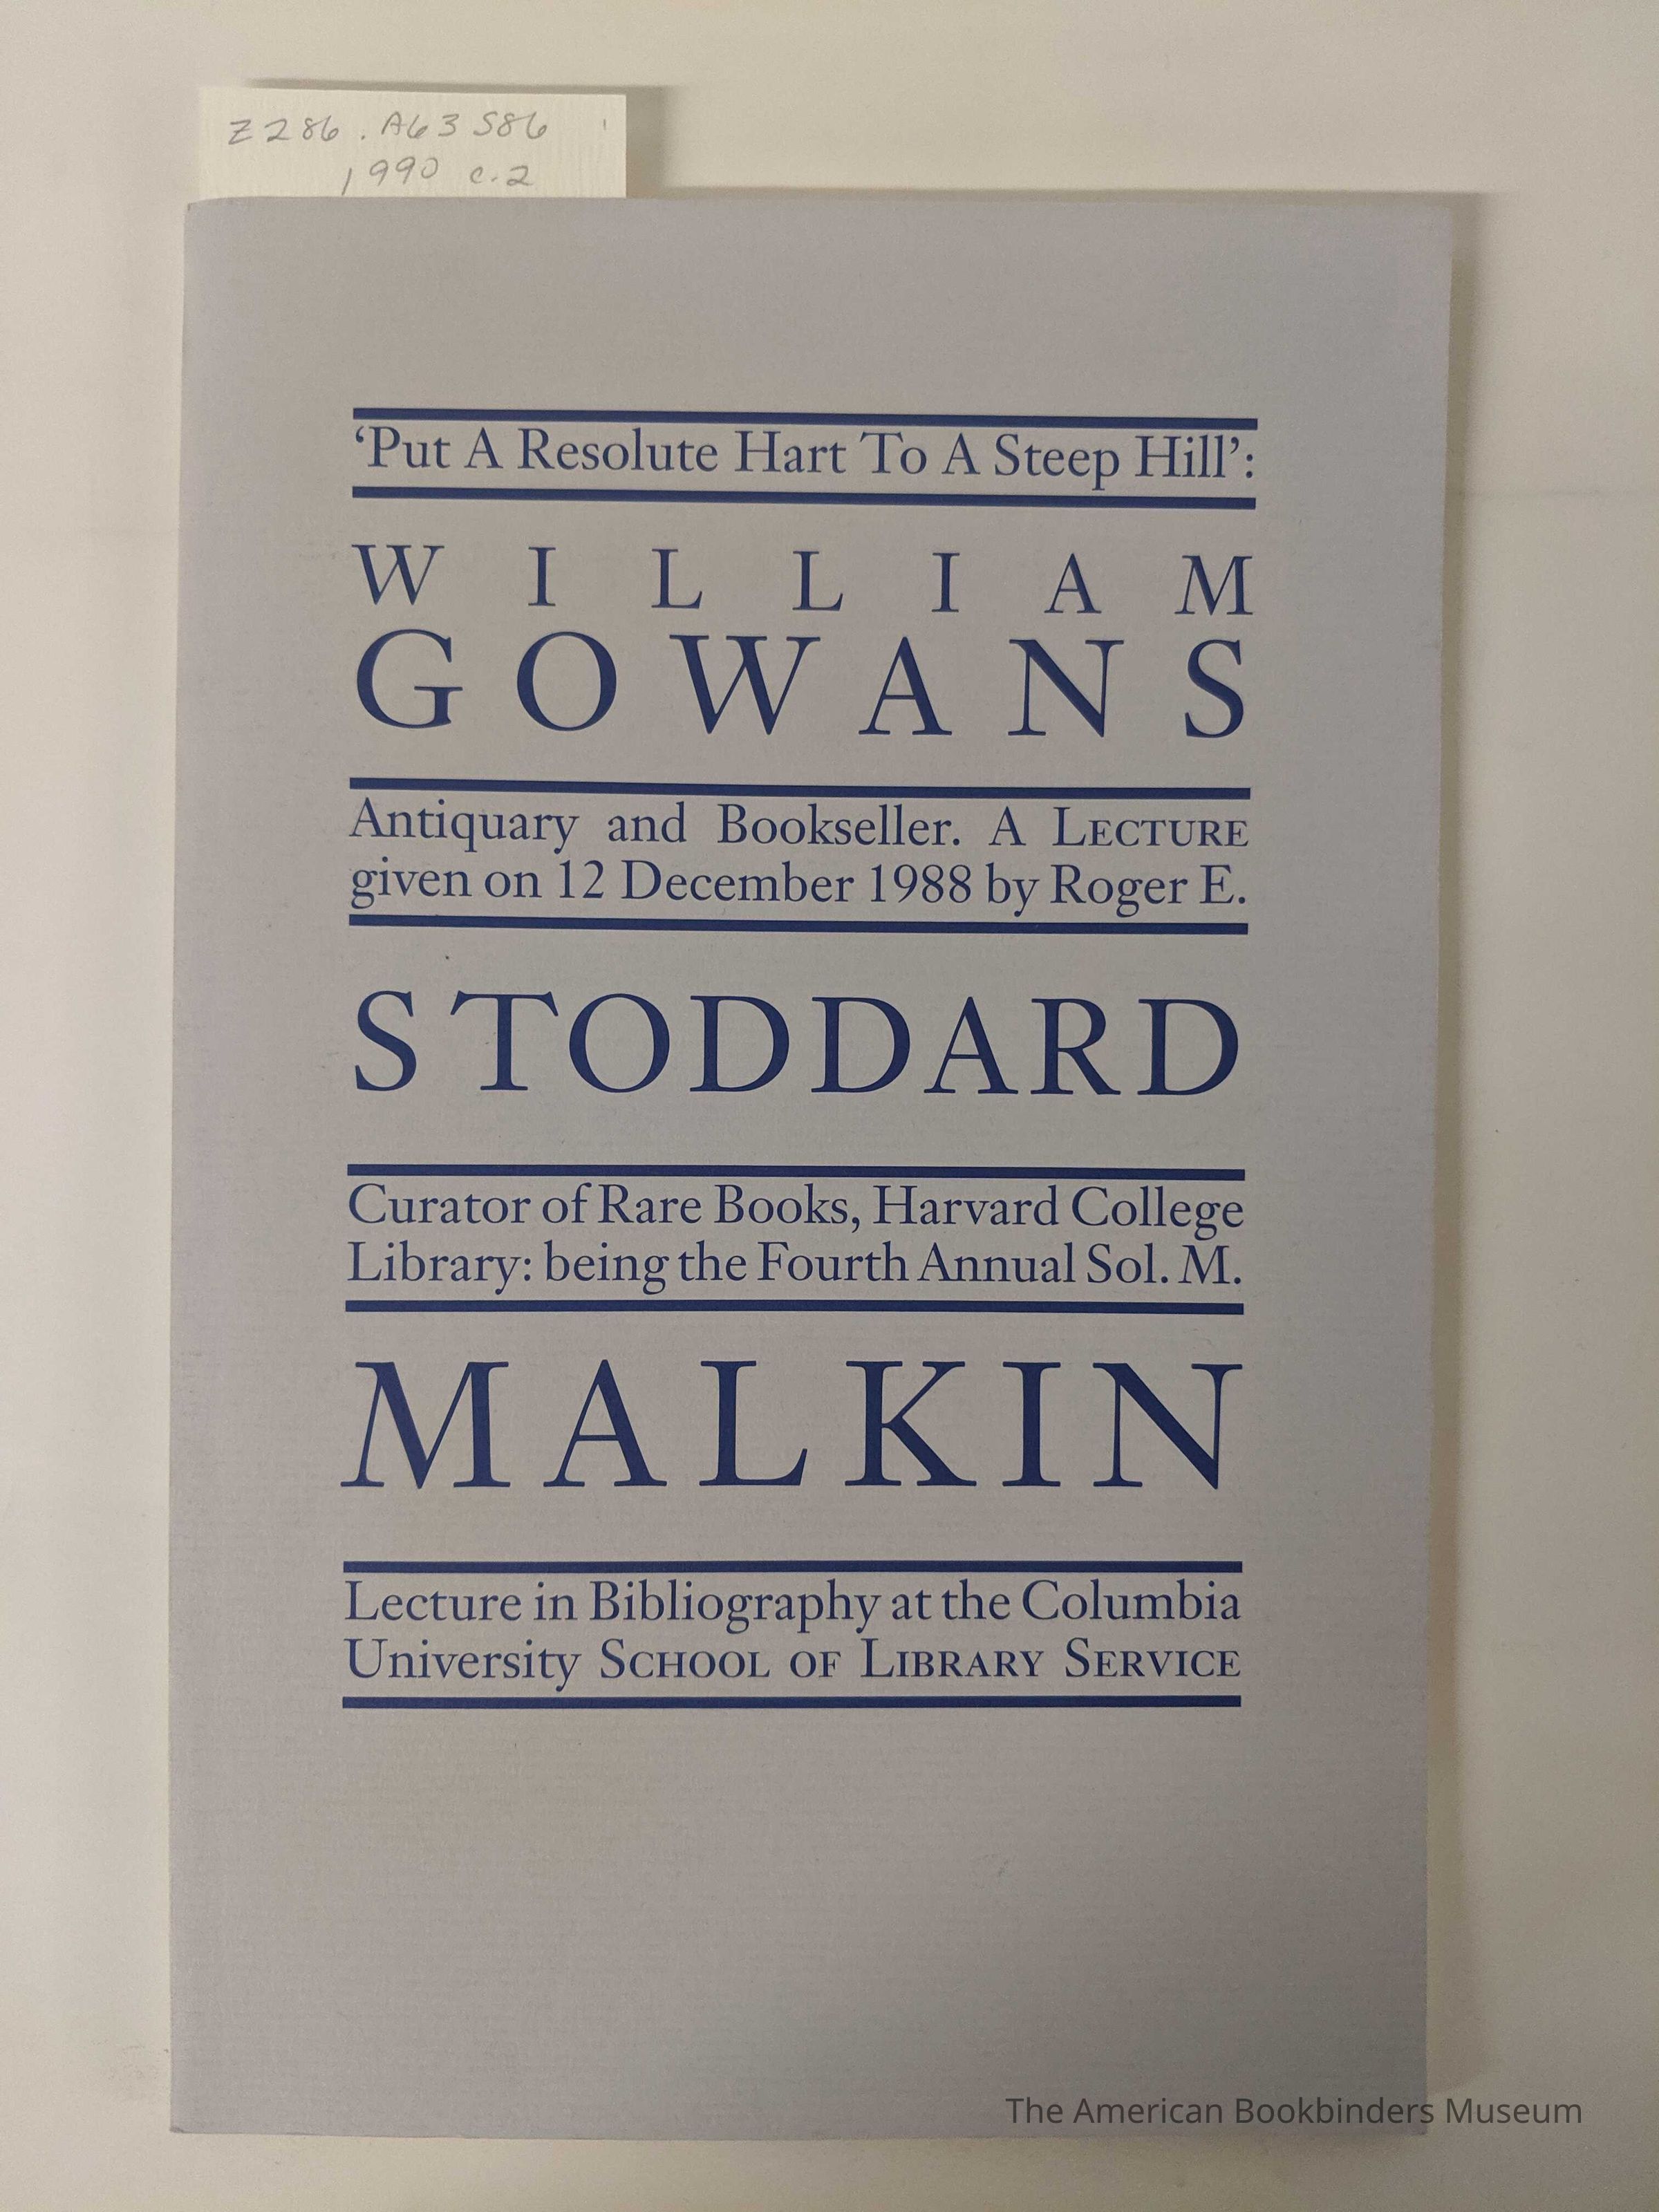 Z286.A63 S86
1990 c.2
‘Put A Resolute Hart To A Steep Hill’:
WILLIAM
GOWANS
Antiquary and Bookseller. A LECTURE
given on 12 December 1988 by Roger E.
STODDARD
Curator of Rare Books, Harvard College
Library: being the Fourth Annual Sol. M.
MALKIN
Lecture in Bibliography at the Columbia
University SCHOOL OF LIBRARY SERVICE
The American Bookbinders Museum